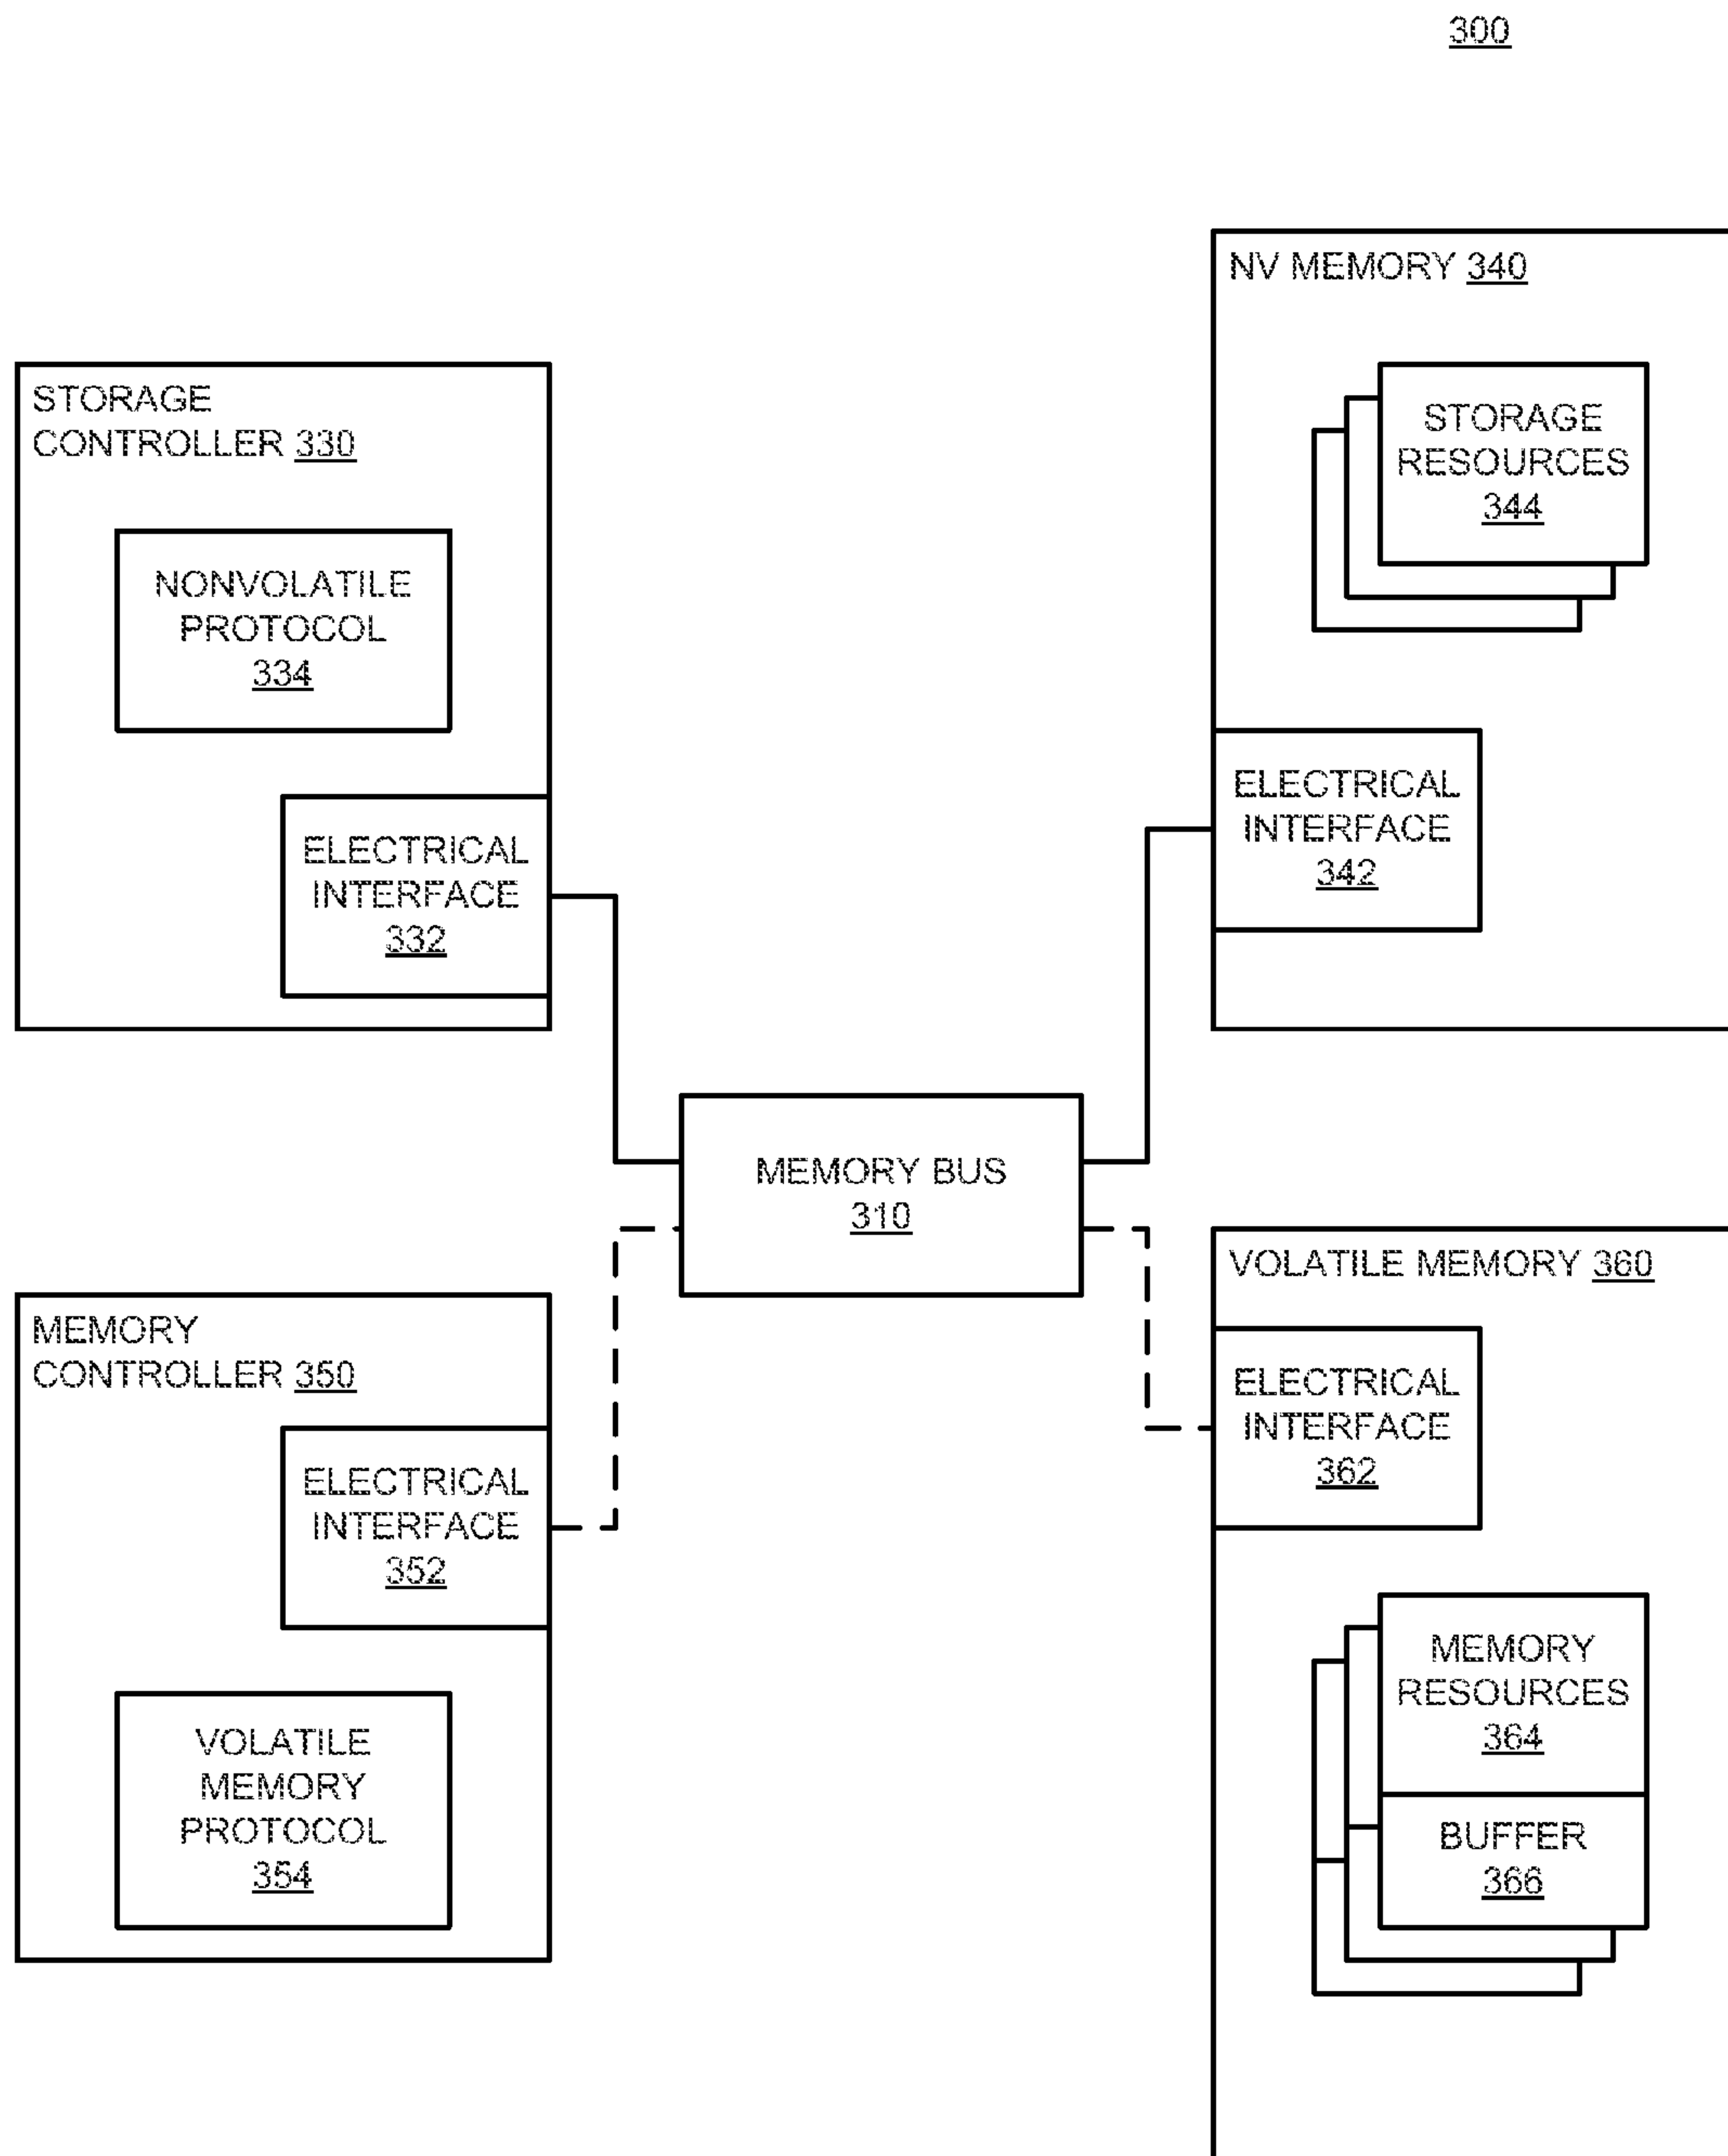 300
NV MEMORY 340
STORAGE
RESOURCES
344
ELECTRICAL
INTERFACE
342
STORAGE
CONTROLLER 330
NONVOLATILE
PROTOCOL
334
ELECTRICAL
INTERFACE
332
MEMORY BUS
310
MEMORY
CONTROLLER 350
ELECTRICAL
INTERFACE
352
VOLATILE
MEMORY
PROTOCOL
354
VOLATILE MEMORY 360
ELECTRICAL
INTERFACE
362
MEMORY
RESOURCES
364
BUFFER
366